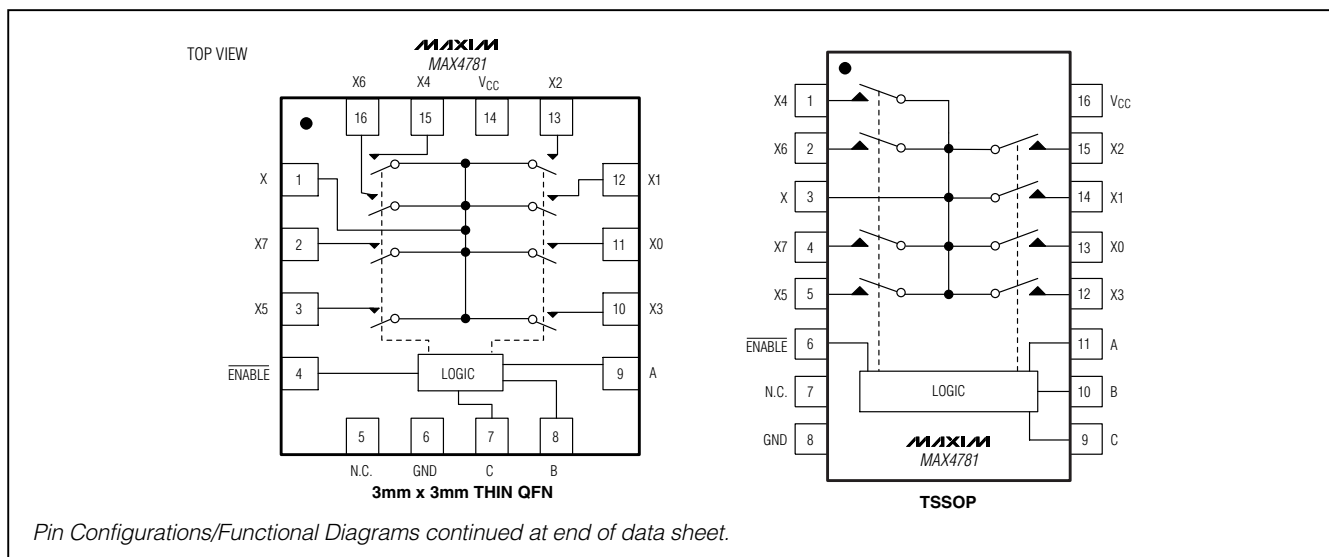 TOP VIEW
MAXIM
MAX4781
X6 X4 VCC X2
16 15 14 13
X 1
X7 2
X5 3
ENABLE 4
12 X1
11 X0
10 X3
9 A
LOGIC
5 6 7 8
N.C. GND C B
3mm x 3mm THIN QFN
X4 1
X6 2
X 3
X7 4
X5 5
ENABLE 6
N.C. 7
GND 8
16 VCC
15 X2
14 X1
13 X0
12 X3
11 A
10 B
9 C
LOGIC
MAXIM
MAX4781
TSSOP
Pin Configurations/Functional Diagrams continued at end of data sheet.